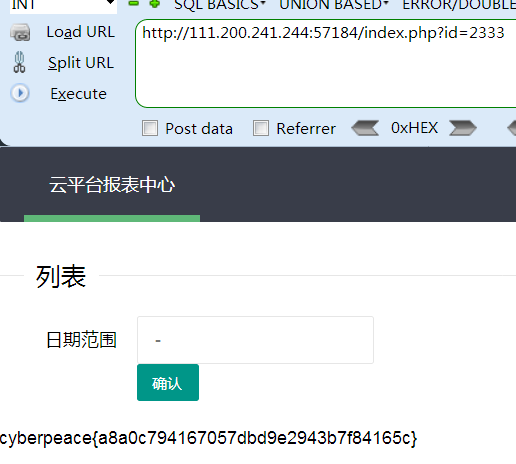 INT SQL BASICS UNION BASED ERROR/DOUBLE
Load URL http://111.200.241.244:57184/index.php?id=2333
Split URL
Execute
Post data Referrer 0xHEX
云平台报表中心
列表
日期范围 -
确认
cyberpeace{a8a0c794167057dbd9e2943b7f84165c}